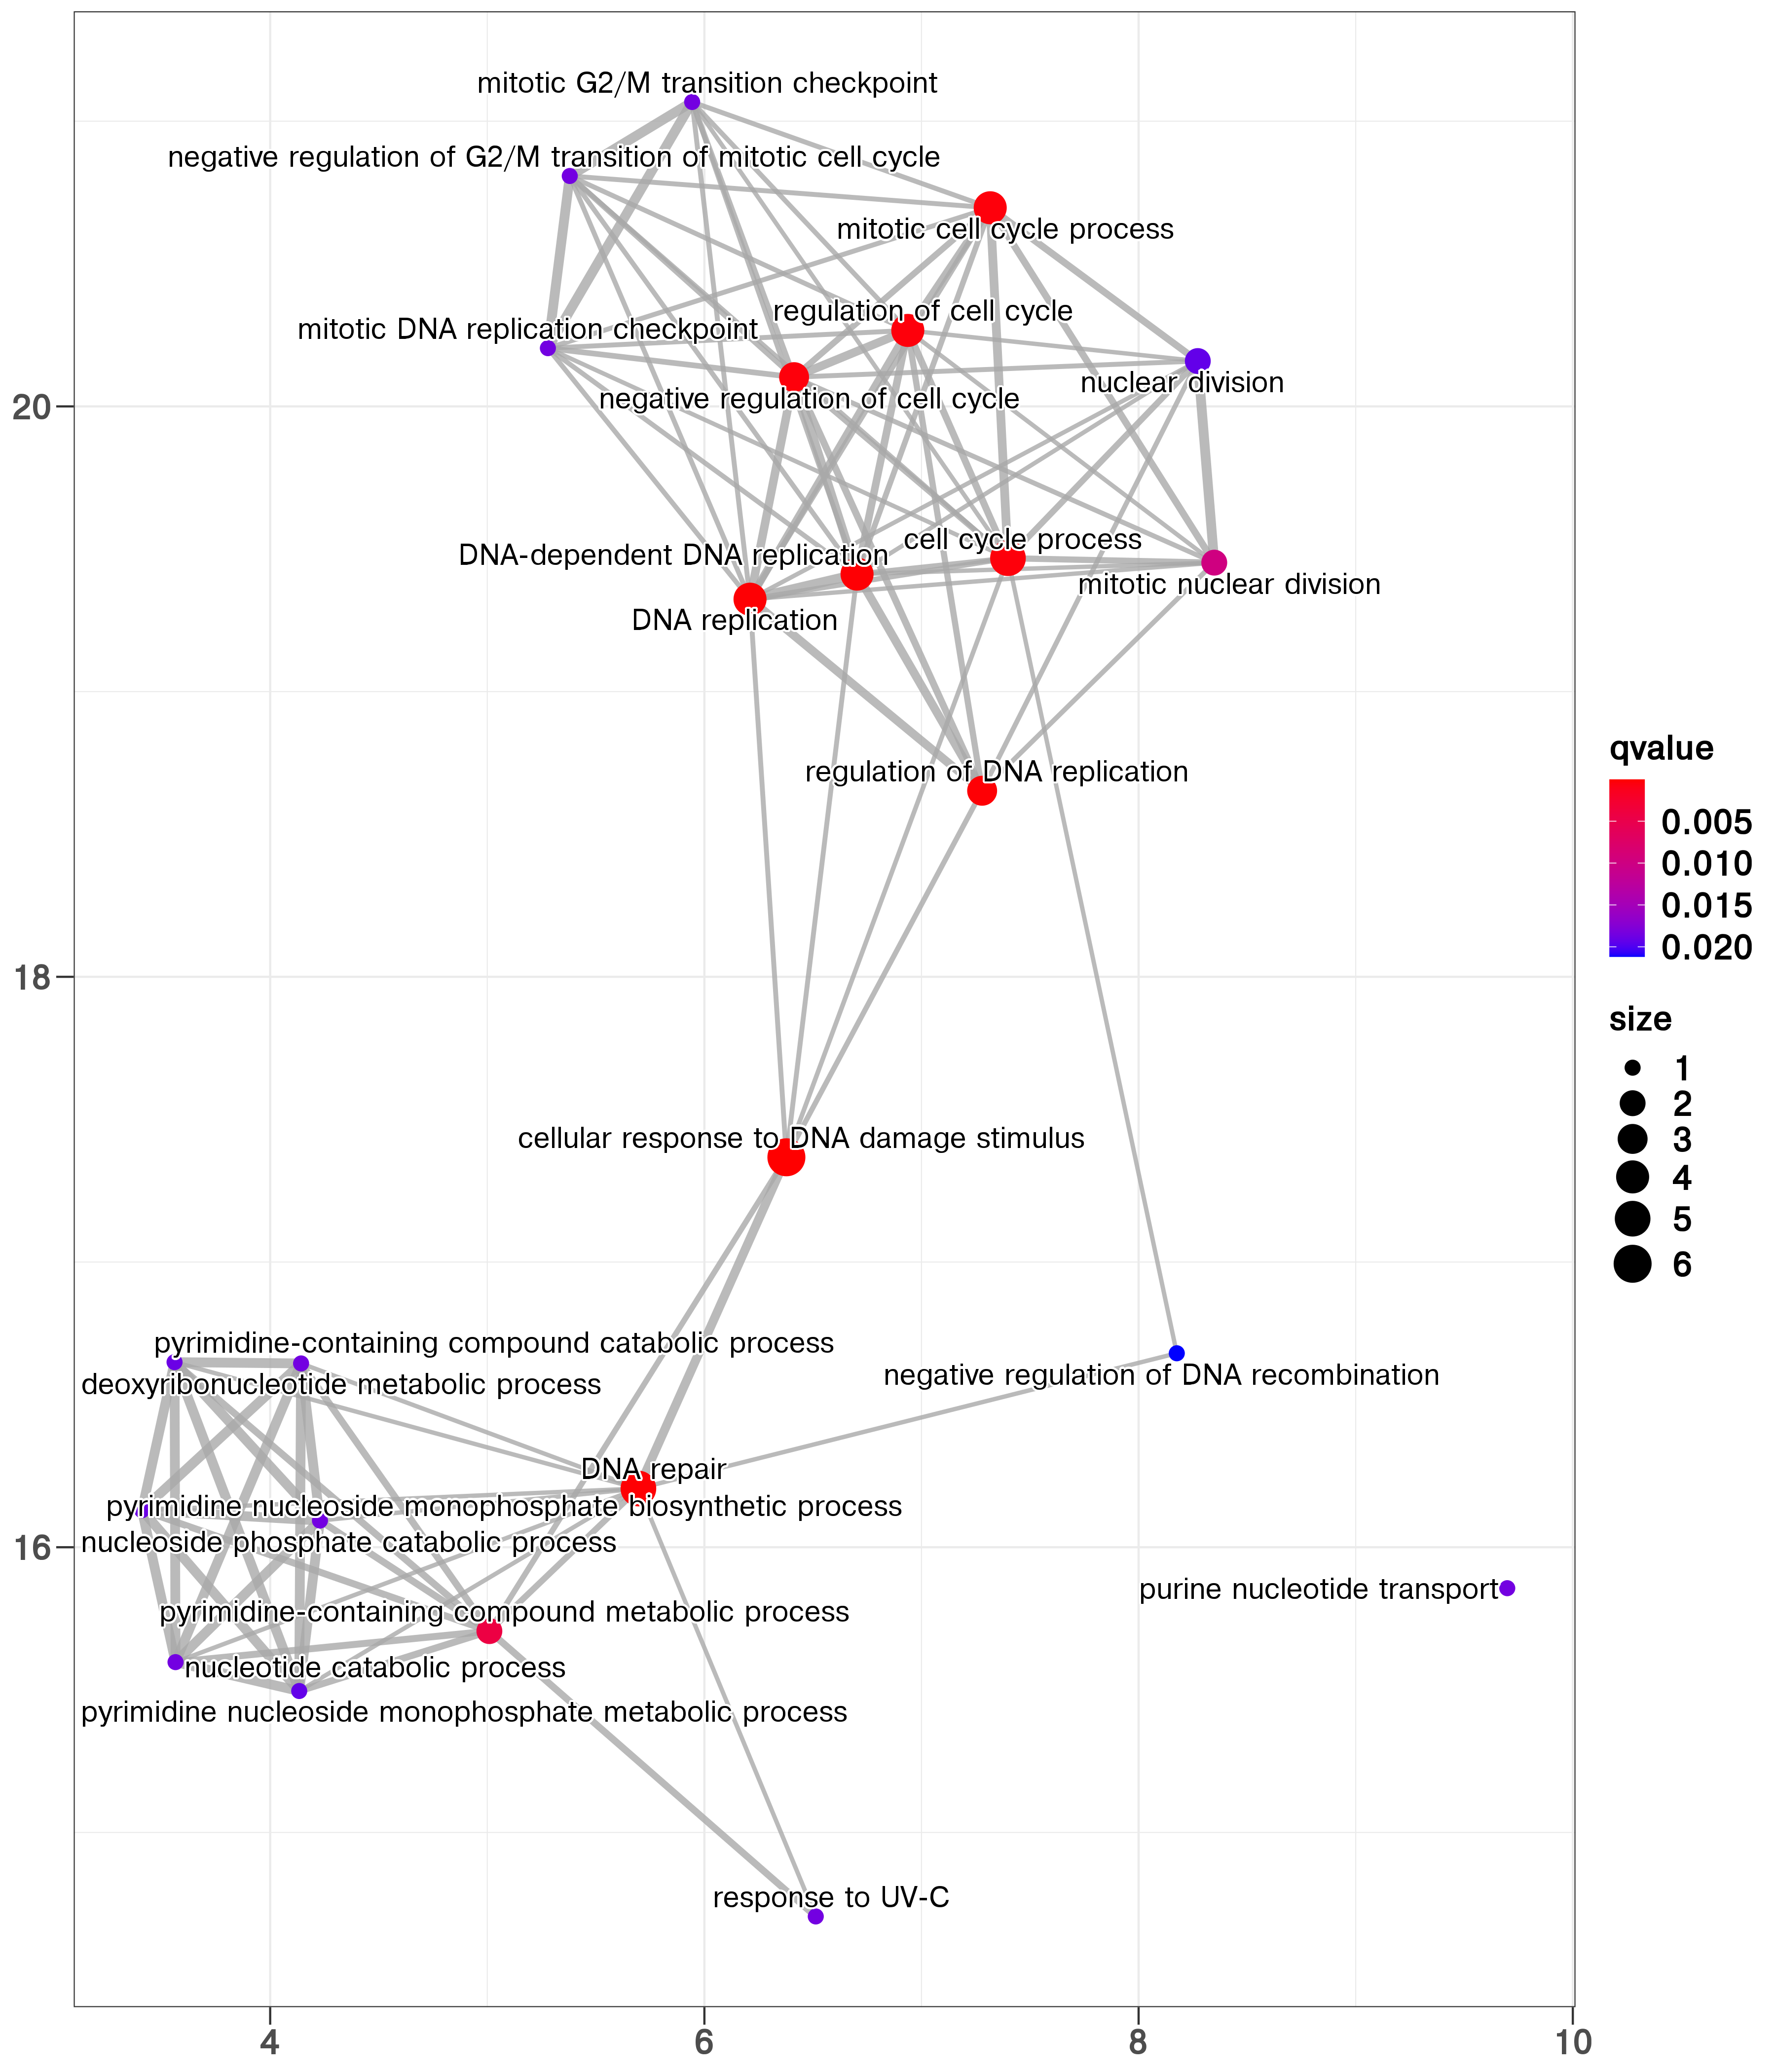 mitotic G2/M transition checkpoint
negative regulation of G2/M transition of mitotic cell cycle
mitotic cell cycle process
regulation of cell cycle
mitotic DNA replication checkpoint
nuclear division
negative regulation of cell cycle
20
cell cycle process
DNA-dependent DNA replication
mitotic nuclear division
DNA replication
regulation of DNA replication
18
cellular response to DNA damage stimulus
pyrimidine-containing compound catabolic process
negative regulation of DNA recombination
deoxyribonucleotide metabolic process
DNA repair
pyrimidine nucleoside monophosphate biosynthetic process
nucleoside phosphate catabolic process
16
purine nucleotide transport
pyrimidine-containing compound metabolic process
nucleotide catabolic process
pyrimidine nucleoside monophosphate metabolic process
response to UV-C
4 6 8 10
qvalue
0.005
0.010
0.015
0.020
size
1
2
3
4
5
6